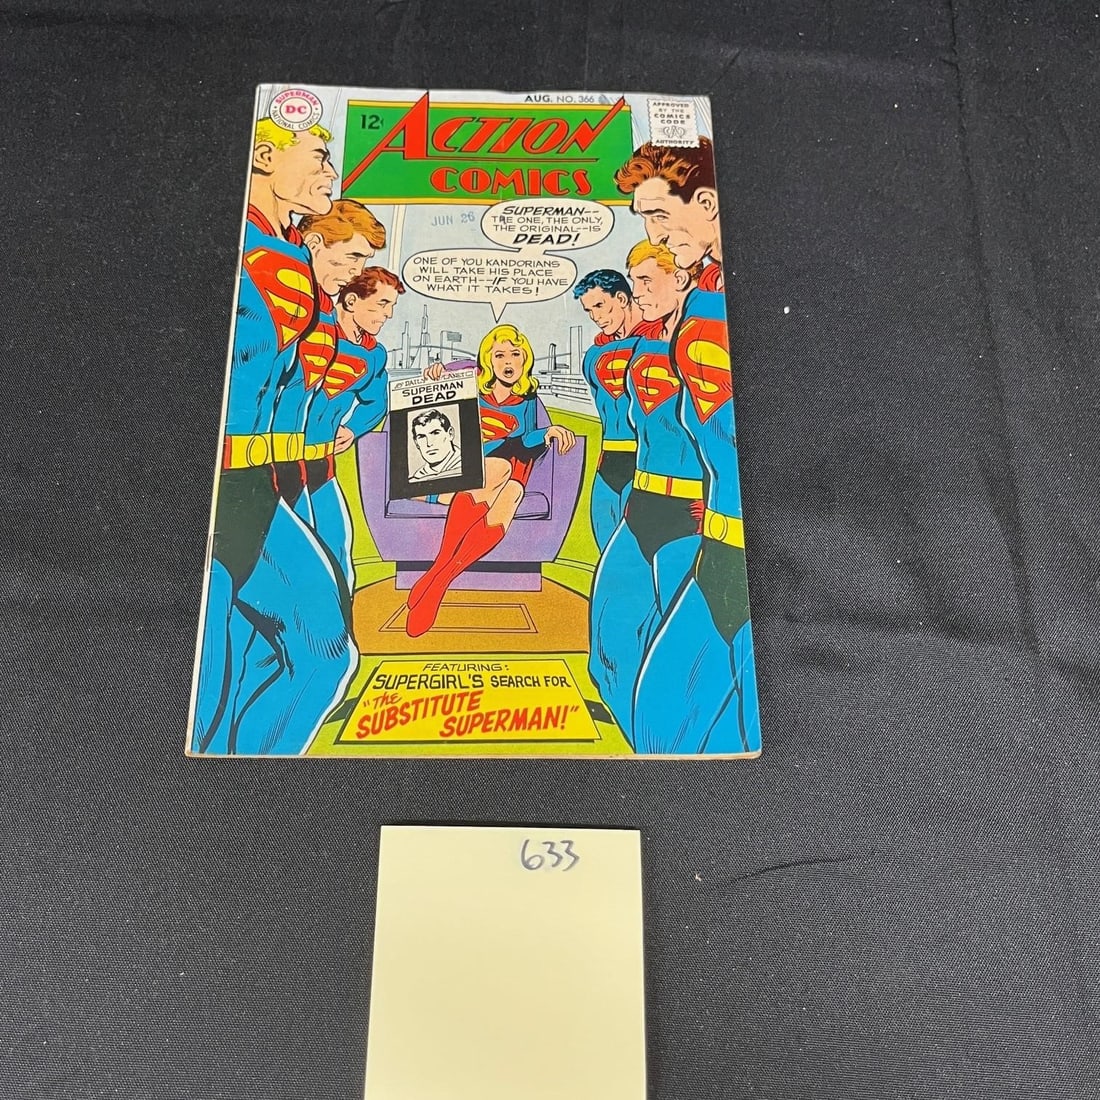 SUPERMAN
DC
NATIONAL COMICS
AUG. NO. 366
APPROVED
BY THE
COMICS
CODE
AUTHORITY
12¢
ACTION
COMICS
JUN 26
SUPERMAN--
THE ONE, THE ONLY,
THE ORIGINAL--IS
DEAD!
ONE OF YOU KANDORIANS
WILL TAKE HIS PLACE
ON EARTH--IF YOU HAVE
WHAT IT TAKES!
DAILY PLANET
SUPERMAN
DEAD
FEATURING:
SUPERGIRL'S SEARCH FOR
"The
SUBSTITUTE
SUPERMAN!"
633